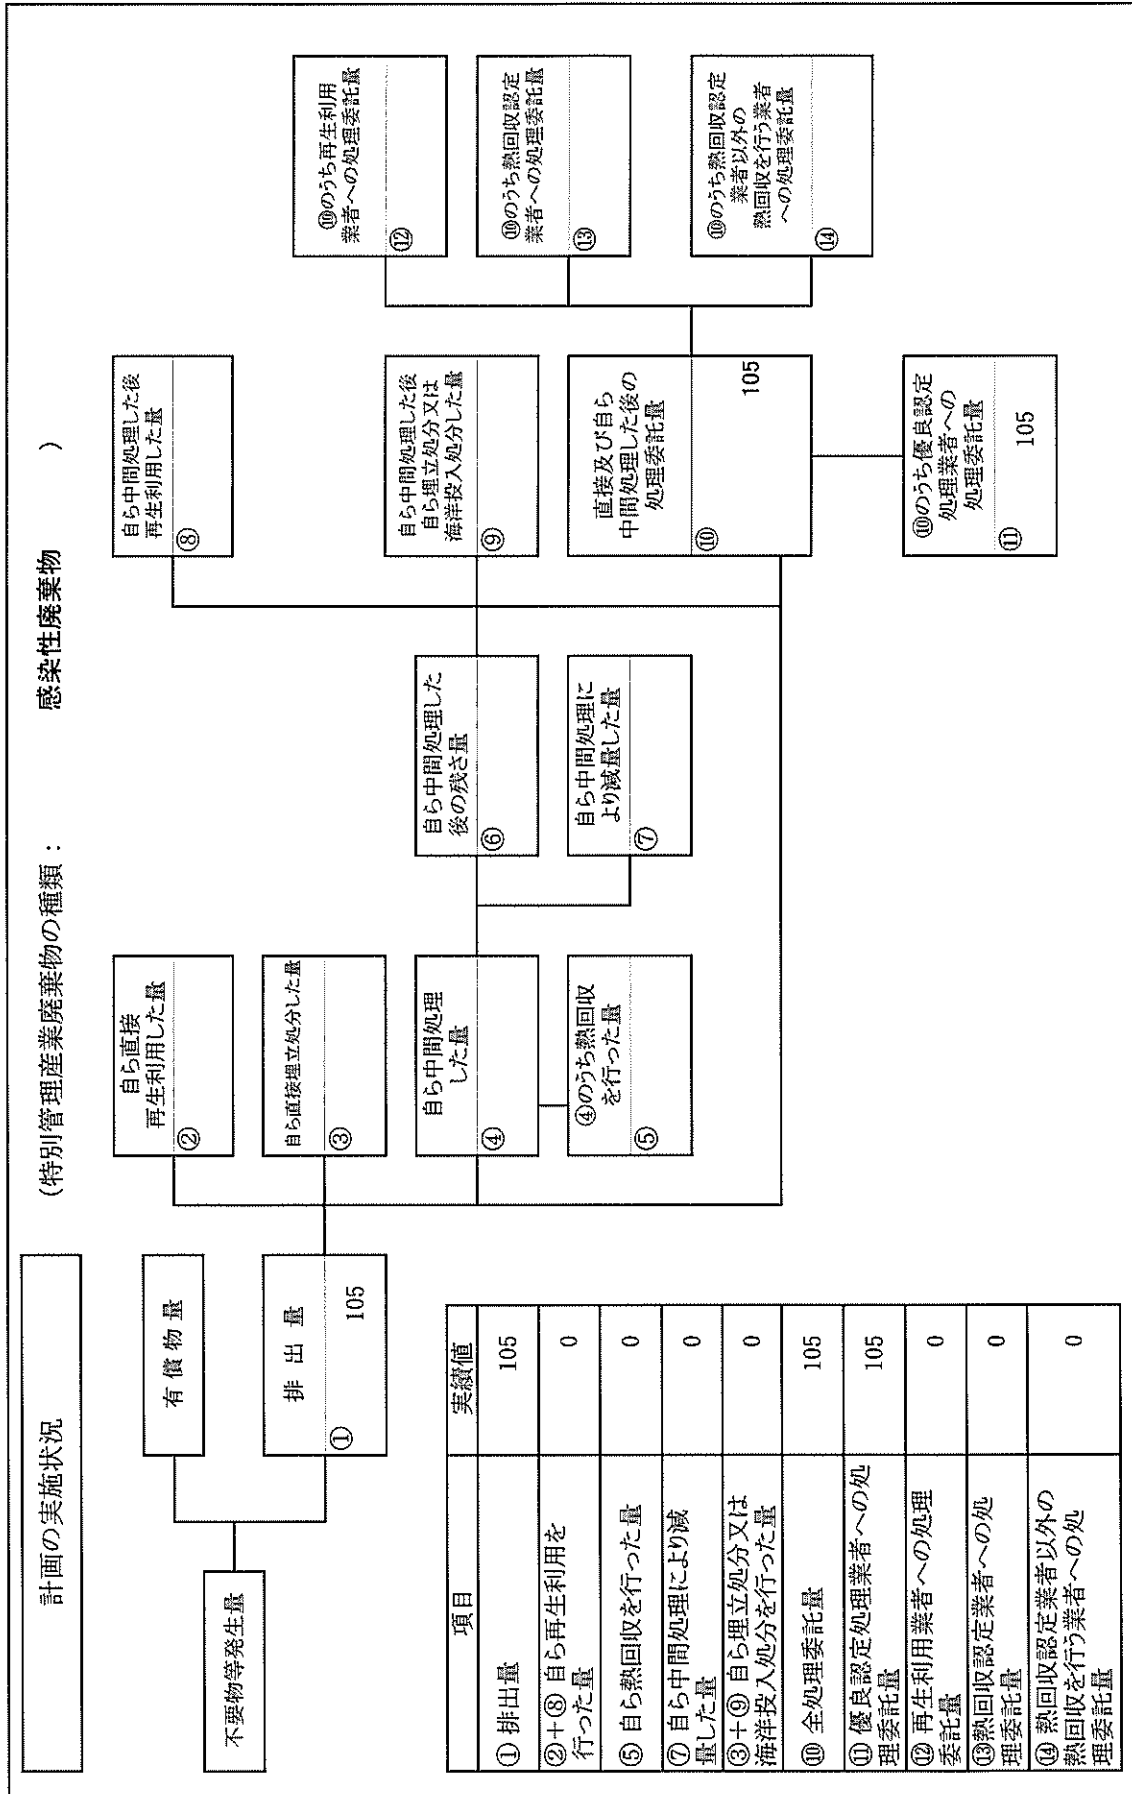 計画の実施状況
(特別管理産業廃棄物の種類:
感染性廃棄物
)
不要物等発生量
有償物量
排出量
①
105
自ら直接
再生利用した量
②
自ら直接埋立処分した量
③
自ら中間処理
した量
④
④のうち熱回収
を行った量
⑤
自ら中間処理した
後の残さ量
⑥
自ら中間処理に
より減量した量
⑦
自ら中間処理した後
再生利用した量
⑧
自ら中間処理した後
自ら埋立処分又は
海洋投入処分した量
⑨
直接及び自ら
中間処理した後の
処理委託量
⑩
105
⑩のうち優良認定
処理業者への
処理委託量
⑪
105
⑩のうち再生利用
業者への処理委託量
⑫
⑩のうち熱回収認定
業者への処理委託量
⑬
⑩のうち熱回収認定
業者以外の
熱回収を行う業者
への処理委託量
⑭
項目 実績値
①排出量 105
②+⑧ 自ら再生利用を
行った量 0
⑤ 自ら熱回収を行った量 0
⑦ 自ら中間処理により減
量した量 0
③+⑨ 自ら埋立処分又は
海洋投入処分を行った量 0
⑩ 全処理委託量 105
⑪ 優良認定処理業者への処
理委託量 105
⑫ 再生利用業者への処理
委託量 0
⑬熱回収認定業者への処
理委託量 0
⑭ 熱回収認定業者以外の
熱回収を行う業者への処
理委託量 0